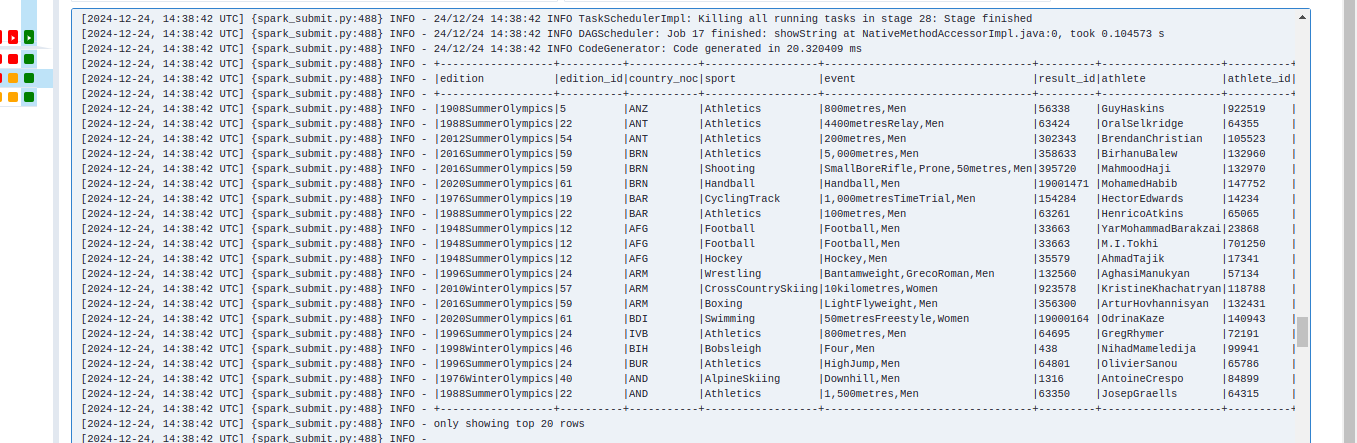 [2024-12-24, 14:38:42 UTC] {spark_submit.py:488} INFO - 24/12/24 14:38:42 INFO TaskSchedulerImpl: Killing all running tasks in stage 28: Stage finished
[2024-12-24, 14:38:42 UTC] {spark_submit.py:488} INFO - 24/12/24 14:38:42 INFO DAGScheduler: Job 17 finished: showString at NativeMethodAccessorImpl.java:0, took 0.104573 s
[2024-12-24, 14:38:42 UTC] {spark_submit.py:488} INFO - 24/12/24 14:38:42 INFO CodeGenerator: Code generated in 20.320409 ms
[2024-12-24, 14:38:42 UTC] {spark_submit.py:488} INFO - +------------------+----------+-----------+------------------+---------------------------------+---------+-------------------+----------+
[2024-12-24, 14:38:42 UTC] {spark_submit.py:488} INFO - |edition           |edition_id|country_noc|sport             |event                            |result_id|athlete            |athlete_id|
[2024-12-24, 14:38:42 UTC] {spark_submit.py:488} INFO - +------------------+----------+-----------+------------------+---------------------------------+---------+-------------------+----------+
[2024-12-24, 14:38:42 UTC] {spark_submit.py:488} INFO - |1908SummerOlympics|5         |ANZ        |Athletics         |800metres,Men                    |56338    |GuyHaskins         |922519    |
[2024-12-24, 14:38:42 UTC] {spark_submit.py:488} INFO - |1988SummerOlympics|22        |ANT        |Athletics         |4400metresRelay,Men              |63424    |OralSelkridge      |64355     |
[2024-12-24, 14:38:42 UTC] {spark_submit.py:488} INFO - |2012SummerOlympics|54        |ANT        |Athletics         |200metres,Men                    |302343   |BrendanChristian   |105523    |
[2024-12-24, 14:38:42 UTC] {spark_submit.py:488} INFO - |2016SummerOlympics|59        |BRN        |Athletics         |5,000metres,Men                  |358633   |BirhanuBalew       |132960    |
[2024-12-24, 14:38:42 UTC] {spark_submit.py:488} INFO - |2016SummerOlympics|59        |BRN        |Shooting          |SmallBoreRifle,Prone,50metres,Men|395720   |MahmoodHaji        |132970    |
[2024-12-24, 14:38:42 UTC] {spark_submit.py:488} INFO - |2020SummerOlympics|61        |BRN        |Handball          |Handball,Men                     |19001471 |MohamedHabib       |147752    |
[2024-12-24, 14:38:42 UTC] {spark_submit.py:488} INFO - |1976SummerOlympics|19        |BAR        |CyclingTrack      |1,000metresTimeTrial,Men         |154284   |HectorEdwards      |14234     |
[2024-12-24, 14:38:42 UTC] {spark_submit.py:488} INFO - |1988SummerOlympics|22        |BAR        |Athletics         |100metres,Men                    |63261    |HenricoAtkins      |65065     |
[2024-12-24, 14:38:42 UTC] {spark_submit.py:488} INFO - |1948SummerOlympics|12        |AFG        |Football          |Football,Men                     |33663    |YarMohammadBarakzai|23868     |
[2024-12-24, 14:38:42 UTC] {spark_submit.py:488} INFO - |1948SummerOlympics|12        |AFG        |Football          |Football,Men                     |33663    |M.I.Tokhi          |701250    |
[2024-12-24, 14:38:42 UTC] {spark_submit.py:488} INFO - |1948SummerOlympics|12        |AFG        |Hockey            |Hockey,Men                       |35579    |AhmadTajik         |17341     |
[2024-12-24, 14:38:42 UTC] {spark_submit.py:488} INFO - |1996SummerOlympics|24        |ARM        |Wrestling         |Bantamweight,GrecoRoman,Men      |132560   |AghasiManukyan     |57134     |
[2024-12-24, 14:38:42 UTC] {spark_submit.py:488} INFO - |2010WinterOlympics|57        |ARM        |CrossCountrySkiing|10kilometres,Women               |923578   |KristineKhachatryan|118788    |
[2024-12-24, 14:38:42 UTC] {spark_submit.py:488} INFO - |2016SummerOlympics|59        |ARM        |Boxing            |LightFlyweight,Men               |356300   |ArturHovhannisyan  |132431    |
[2024-12-24, 14:38:42 UTC] {spark_submit.py:488} INFO - |2020SummerOlympics|61        |BDI        |Swimming          |50metresFreestyle,Women          |19000164 |OdrinaKaze         |140943    |
[2024-12-24, 14:38:42 UTC] {spark_submit.py:488} INFO - |1996SummerOlympics|24        |IVB        |Athletics         |800metres,Men                    |64695    |GregRhymer         |72191     |
[2024-12-24, 14:38:42 UTC] {spark_submit.py:488} INFO - |1998WinterOlympics|46        |BIH        |Bobsleigh         |Four,Men                         |438      |NihadMameledija    |99941     |
[2024-12-24, 14:38:42 UTC] {spark_submit.py:488} INFO - |1996SummerOlympics|24        |BUR        |Athletics         |HighJump,Men                     |64801    |OlivierSanou       |65786     |
[2024-12-24, 14:38:42 UTC] {spark_submit.py:488} INFO - |1976WinterOlympics|40        |AND        |AlpineSkiing      |Downhill,Men                     |1316     |AntoineCrespo      |84899     |
[2024-12-24, 14:38:42 UTC] {spark_submit.py:488} INFO - |1988SummerOlympics|22        |AND        |Athletics         |1,500metres,Men                  |63350    |JosepGraells       |64315     |
[2024-12-24, 14:38:42 UTC] {spark_submit.py:488} INFO - +------------------+----------+-----------+------------------+---------------------------------+---------+-------------------+----------+
[2024-12-24, 14:38:42 UTC] {spark_submit.py:488} INFO - only showing top 20 rows
[2024-12-24, 14:38:42 UTC] {spark_submit.py:488} INFO -